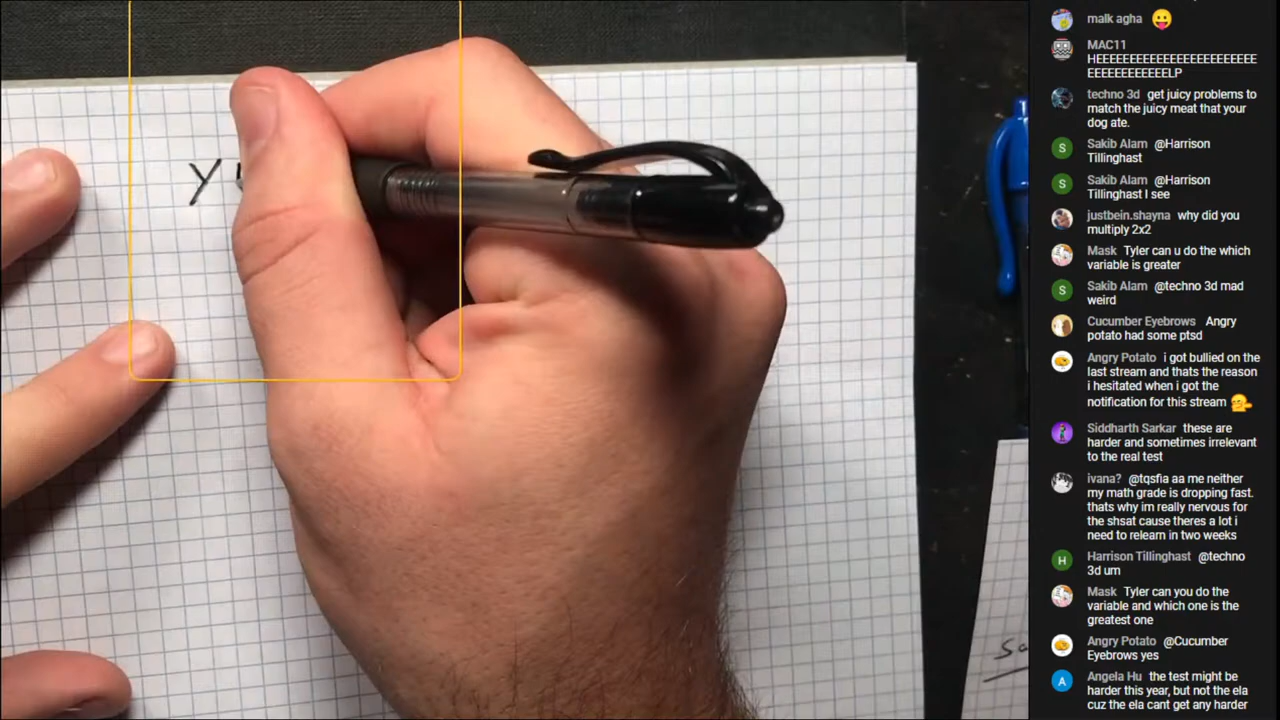 y
So
malk agha 😛
MAC11
HEEEEEEEEEEEEEEEEEEEEEEEE
EEEEEEEEEEEEELP
techno 3d get juicy problems to
match the juicy meat that your
dog ate.
S Sakib Alam @Harrison
Tillinghast
S Sakib Alam @Harrison
Tillinghast I see
justbein.shayna why did you
multiply 2x2
Mask Tyler can u do the which
variable is greater
S Sakib Alam @techno 3d mad
weird
Cucumber Eyebrows Angry
potato had some ptsd
Angry Potato i got bullied on the
last stream and thats the reason
i hesitated when i got the
notification for this stream
Siddharth Sarkar these are
harder and sometimes irrelevant
to the real test
ivana? @tqsfia aa me neither
my math grade is dropping fast.
thats why im really nervous for
the shsat cause theres a lot i
need to relearn in two weeks
H Harrison Tillinghast @techno
3d um
Mask Tyler can you do the
variable and which one is the
greatest one
Angry Potato @Cucumber
Eyebrows yes
A Angela Hu the test might be
harder this year, but not the ela
cuz the ela cant get any harder